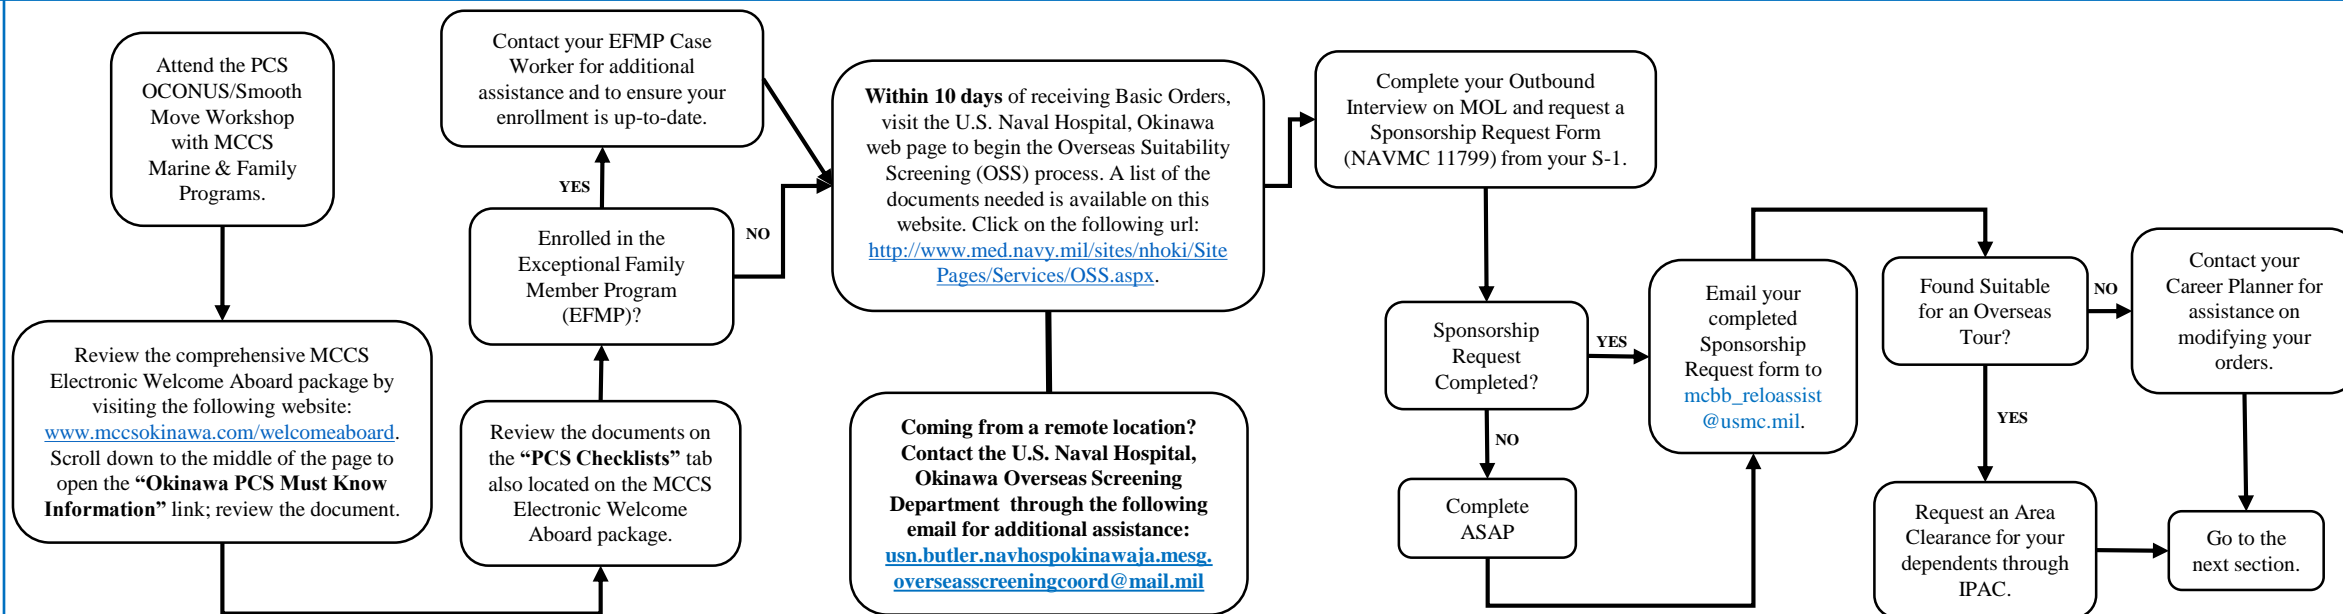 Attend the PCS
OCONUS/Smooth
Move Workshop
with MCCS
Marine & Family
Programs.
Review the comprehensive MCCS
Electronic Welcome Aboard package by
visiting the following website:
www.mccsokinawa.com/welcomeaboard.
Scroll down to the middle of the page to
open the “Okinawa PCS Must Know
Information” link; review the document.
Review the documents on
the “PCS Checklists” tab
also located on the MCCS
Electronic Welcome
Aboard package.
Enrolled in the
Exceptional Family
Member Program
(EFMP)?
YES
NO
Contact your EFMP Case
Worker for additional
assistance and to ensure your
enrollment is up-to-date.
Within 10 days of receiving Basic Orders,
visit the U.S. Naval Hospital, Okinawa
web page to begin the Overseas Suitability
Screening (OSS) process. A list of the
documents needed is available on this
website. Click on the following url:
http://www.med.navy.mil/sites/nhoki/Site
Pages/Services/OSS.aspx.
Coming from a remote location?
Contact the U.S. Naval Hospital,
Okinawa Overseas Screening
Department through the following
email for additional assistance:
usn.butler.navhospokinawaja.mesg.
overseasscreeningcoord@mail.mil
Complete your Outbound
Interview on MOL and request a
Sponsorship Request Form
(NAVMC 11799) from your S-1.
Sponsorship
Request
Completed?
YES
NO
Complete
ASAP
Email your
completed
Sponsorship
Request form to
mcbb_reloassist
@usmc.mil.
Found Suitable
for an Overseas
Tour?
NO
YES
Contact your
Career Planner for
assistance on
modifying your
orders.
Request an Area
Clearance for your
dependents through
IPAC.
Go to the
next section.